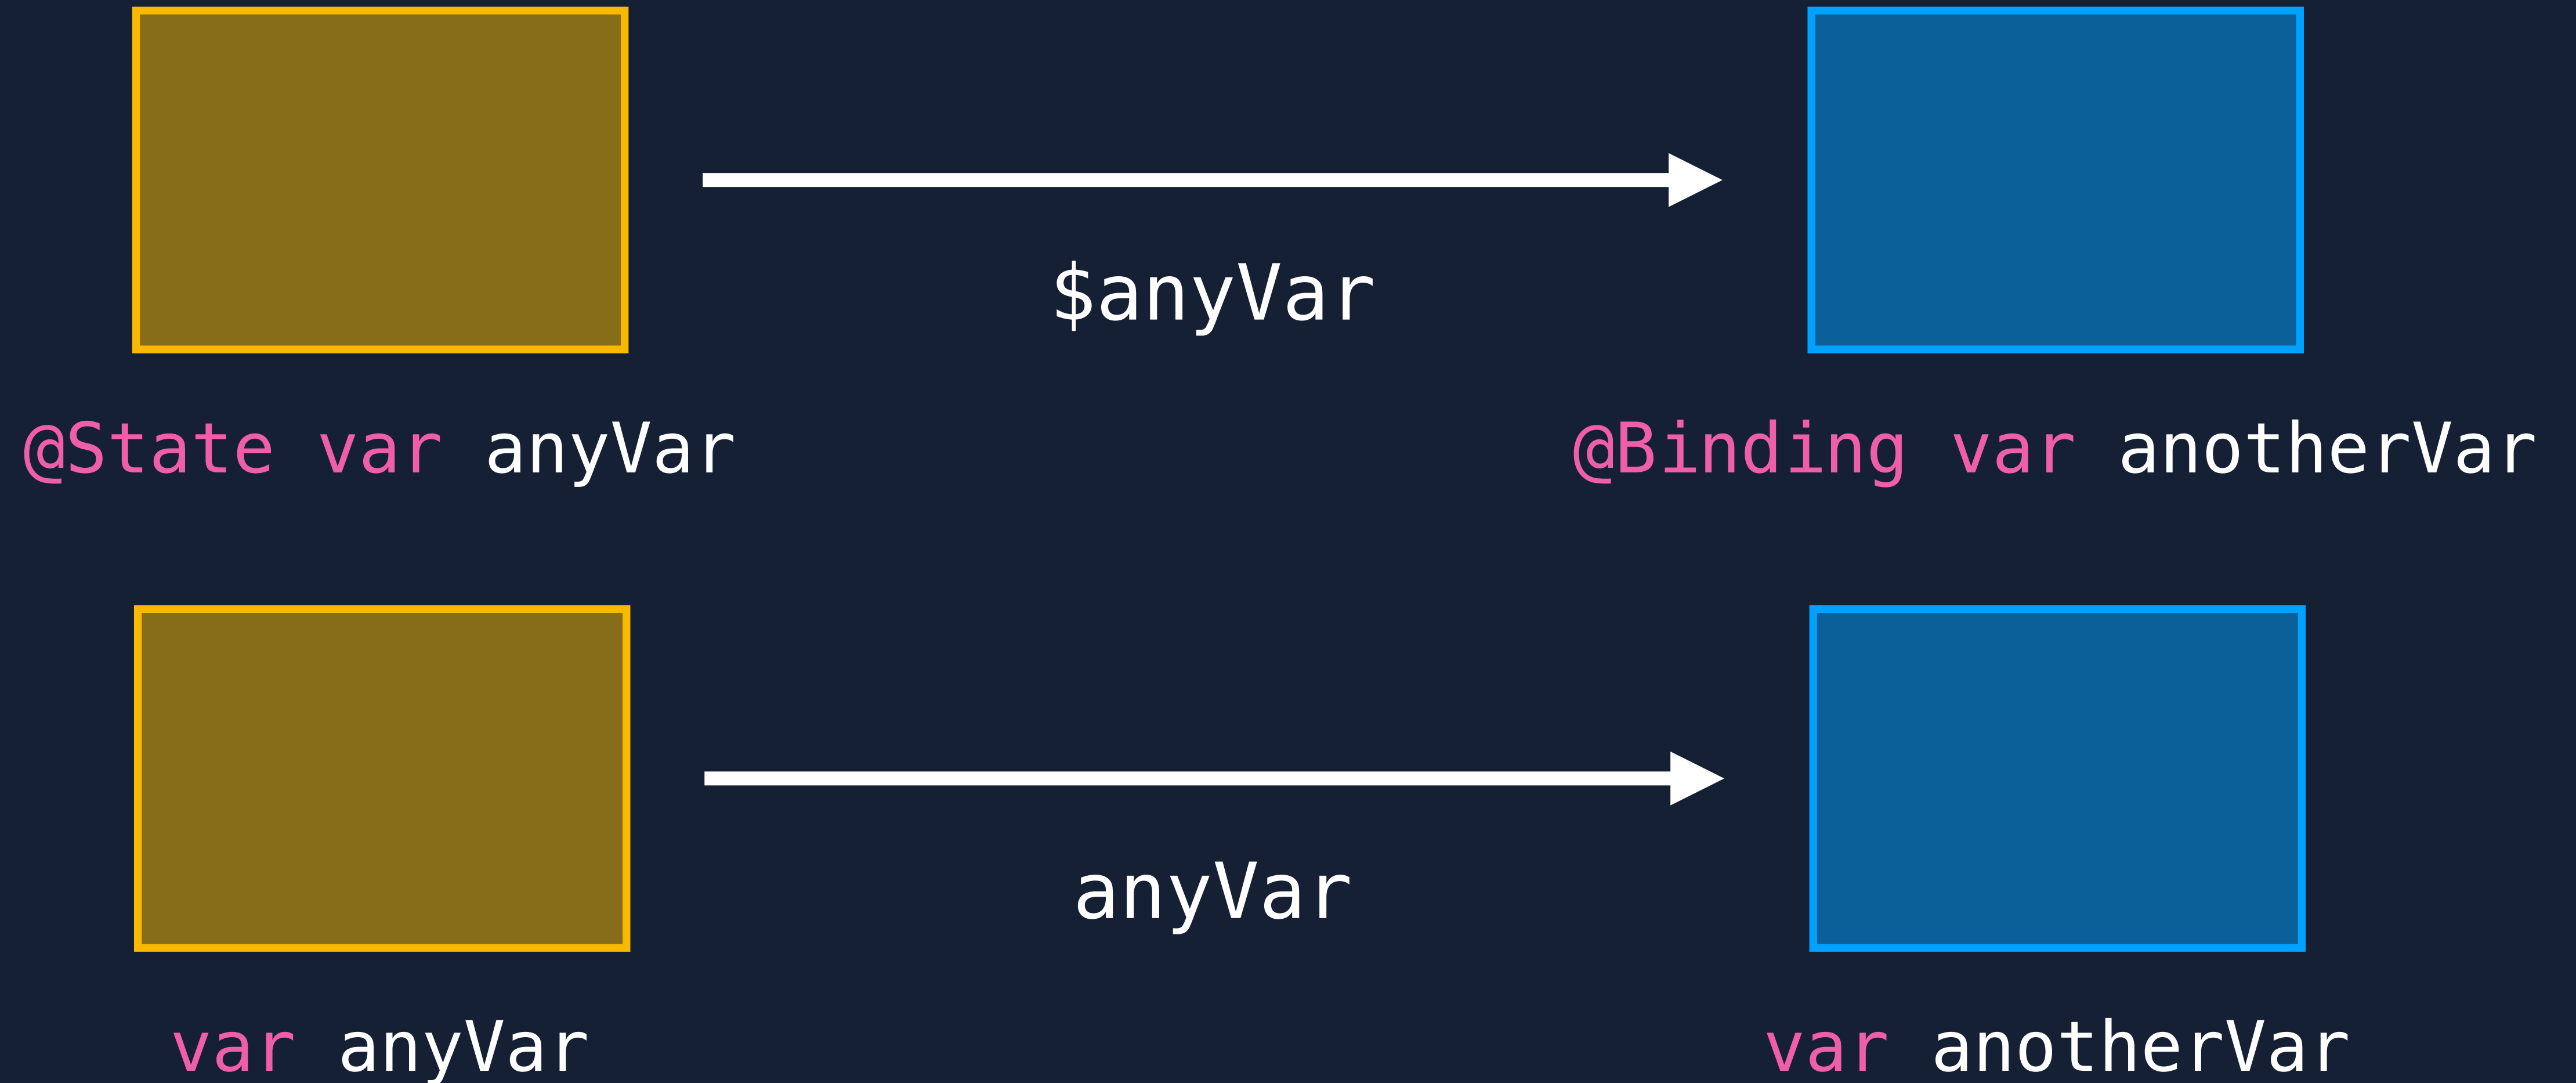 $anyVar
@State var anyVar
@Binding var anotherVar
anyVar
var anyVar
var anotherVar